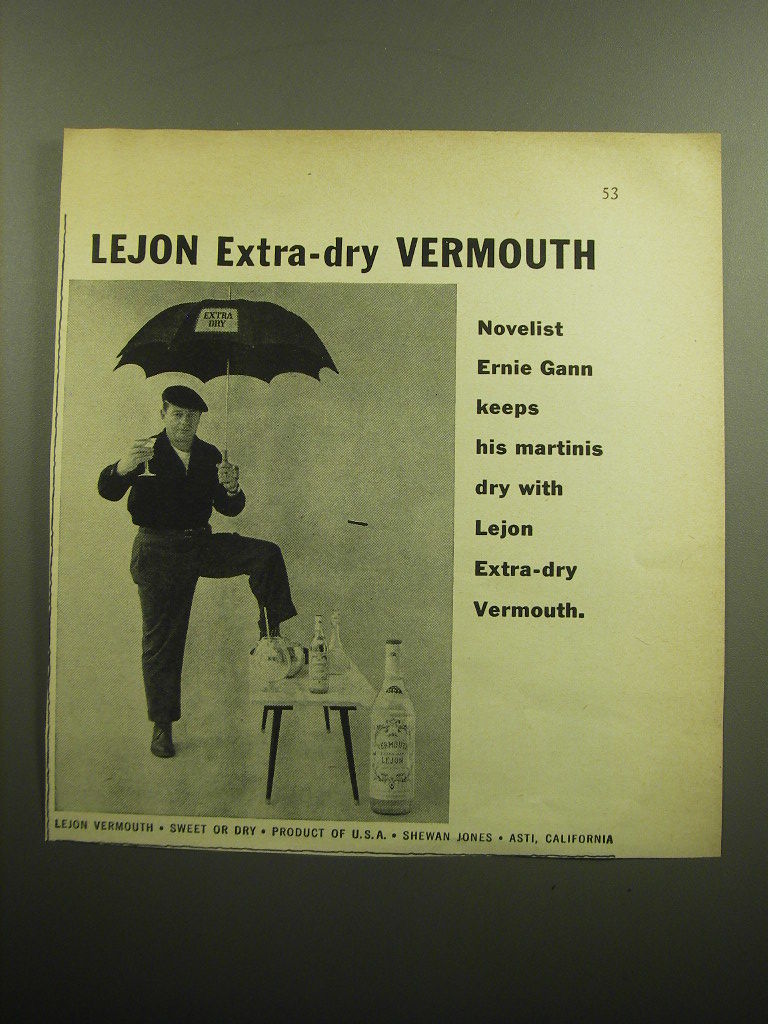 53
LEJON Extra-dry VERMOUTH
EXTRA
DRY
Novelist
Ernie Gann
keeps
his martinis
dry with
Lejon
Extra-dry
Vermouth.
VERMOUTH
LEJON
LEJON VERMOUTH • SWEET OR DRY • PRODUCT OF U.S.A. • SHEWAN JONES • ASTI, CALIFORNIA